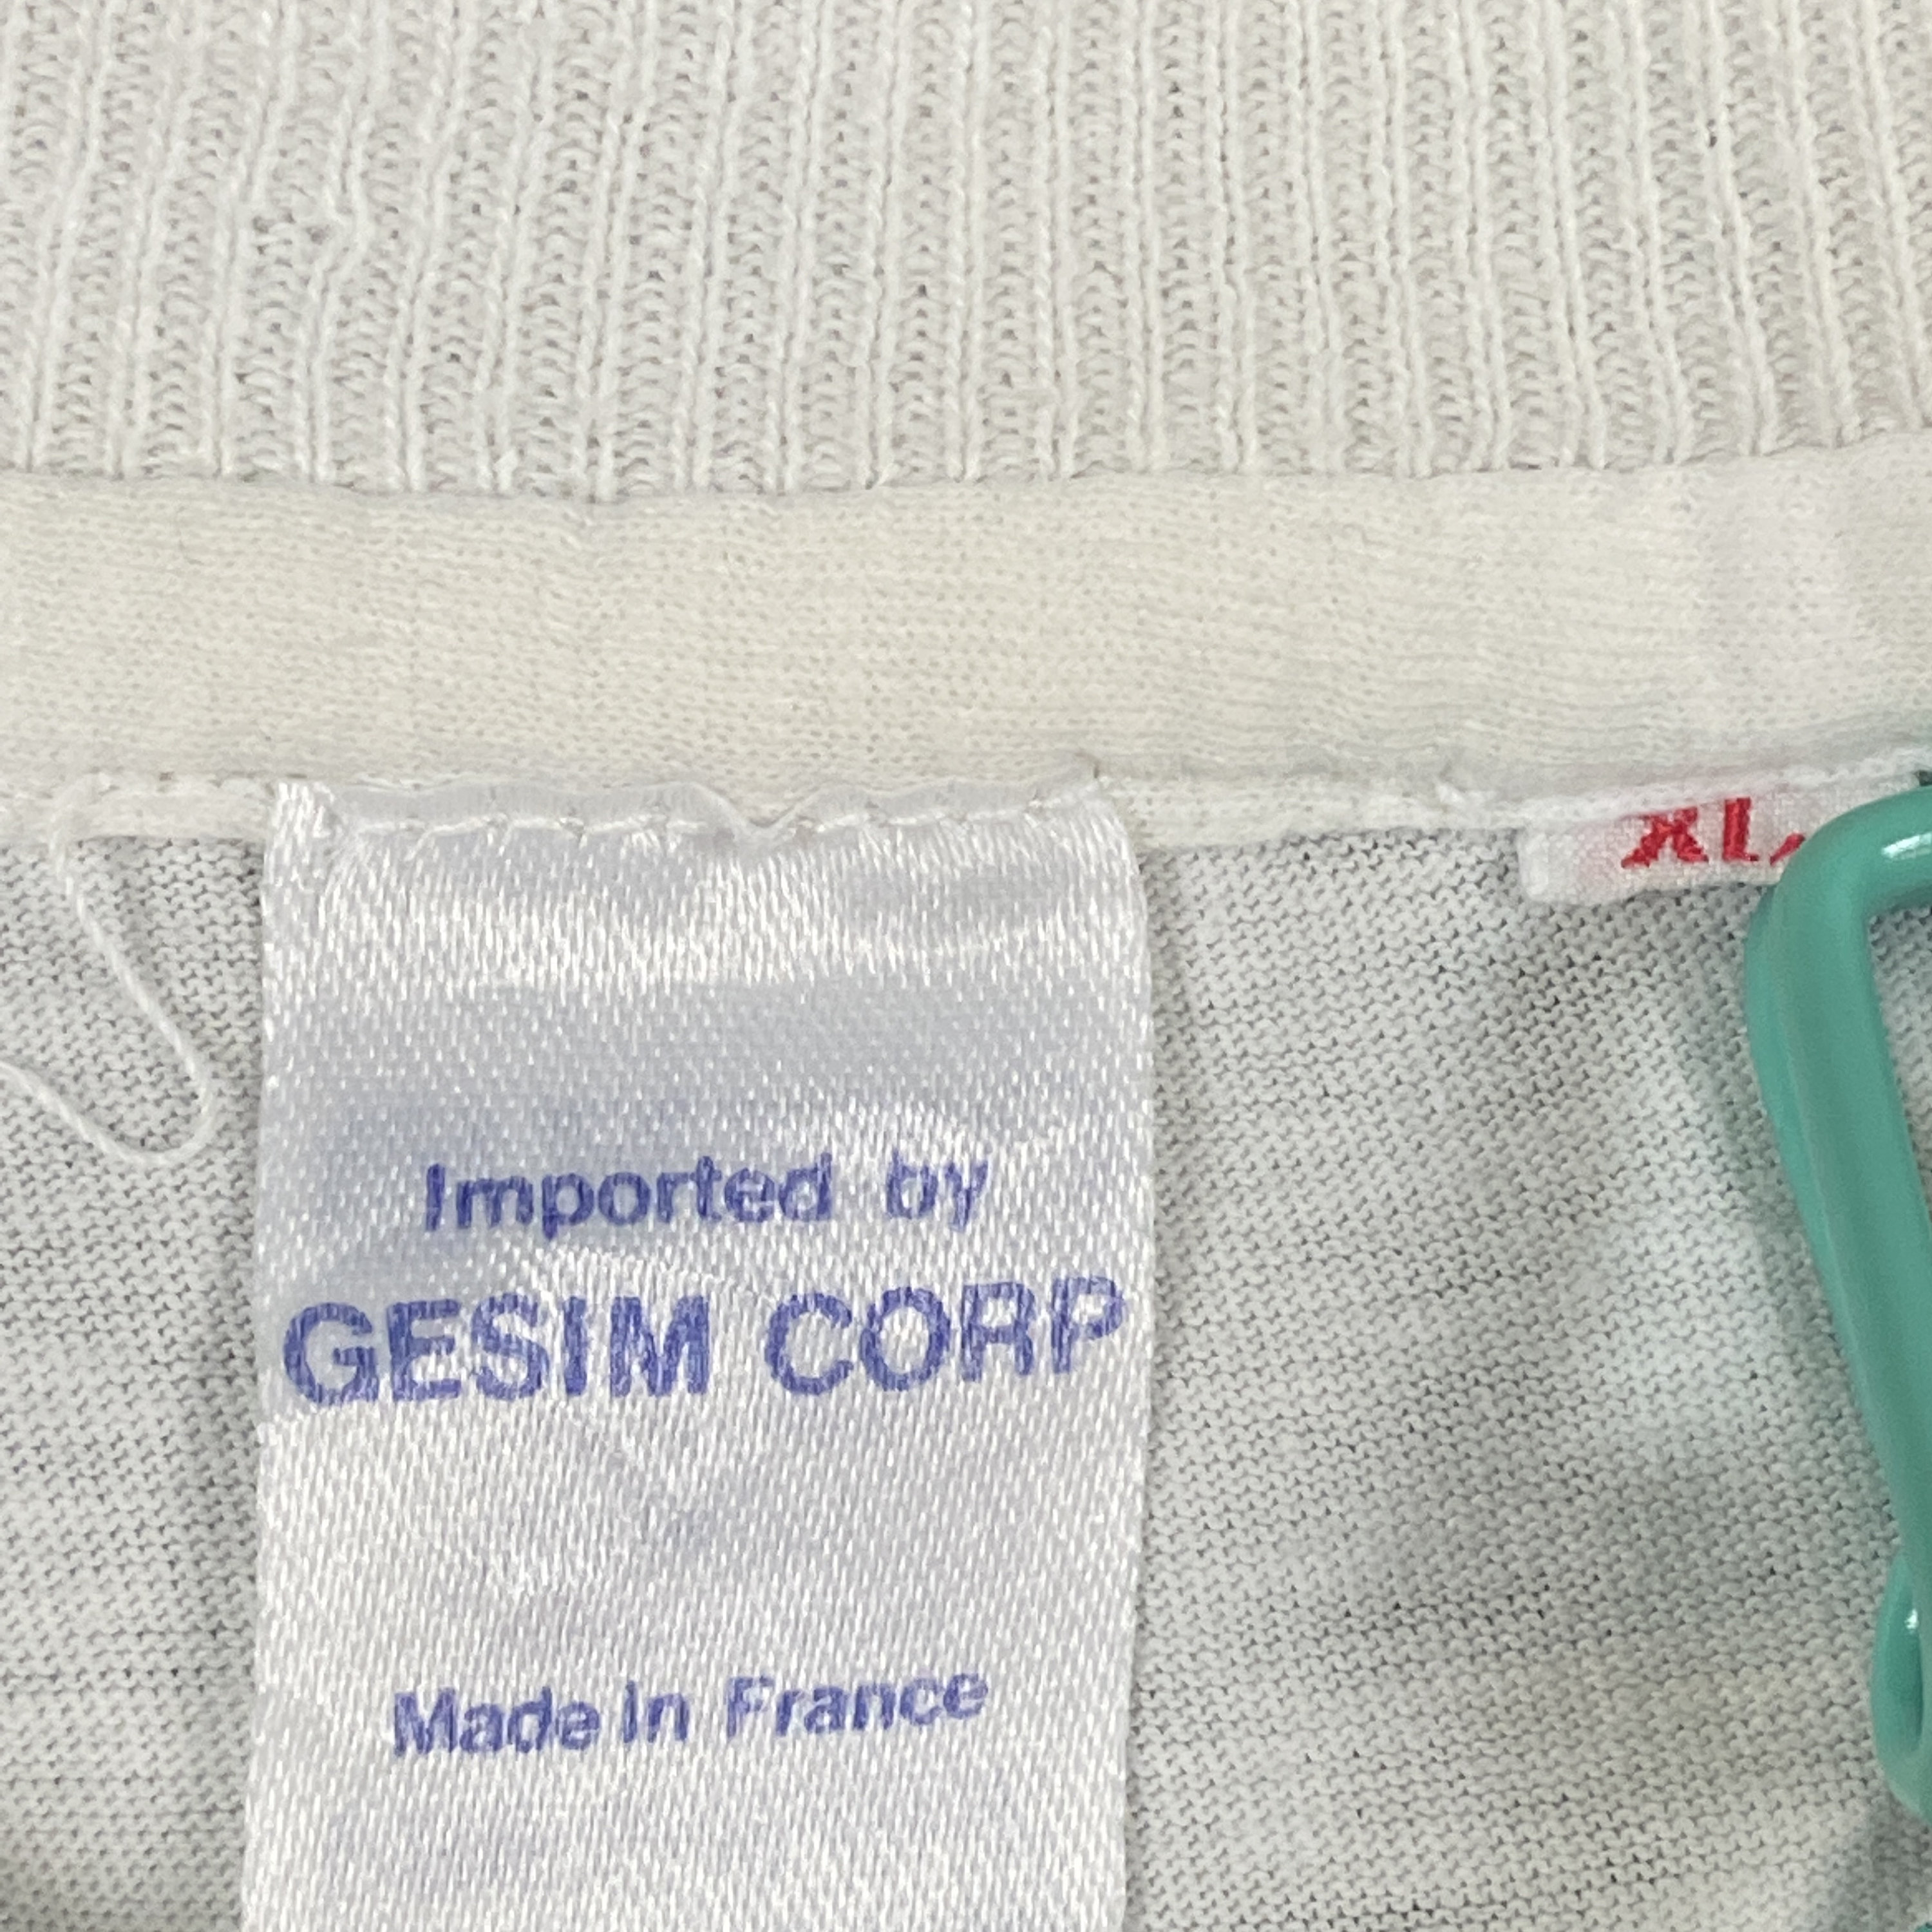 XL
Imported by
GESIM CORP
Made in France